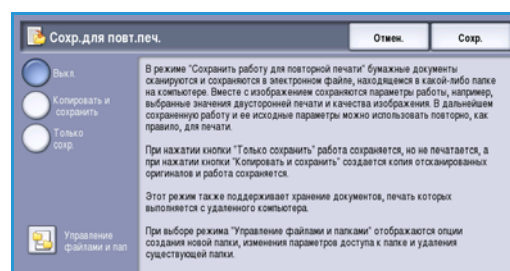 Сохр.для повт.печ.
Отмен.
Сохр.
Выкл
Копировать и
сохранить
Только
сохр.
Управление
файлами и пап
В режиме "Сохранить работу для повторной печати" бумажные документы
сканируются и сохраняются в электронном файле, находящемся в какой-либо папке
на компьютере. Вместе с изображением сохраняются параметры работы, например,
выбранные значения двусторонней печати и качества изображения. В дальнейшем
сохраненную работу и ее исходные параметры можно использовать повторно, как
правило, для печати.
При нажатии кнопки "Только сохранить" работа сохраняется, но не печатается, а
при нажатии кнопки "Копировать и сохранить" создается копия отсканированных
оригиналов и работа сохраняется.
Этот режим также поддерживает хранение документов, печать которых
выполняется с удаленного компьютера.
При выборе режима "Управление файлами и папками" отображаются опции
создания новой папки, изменения параметров доступа к папке и удаления
существующей папки.